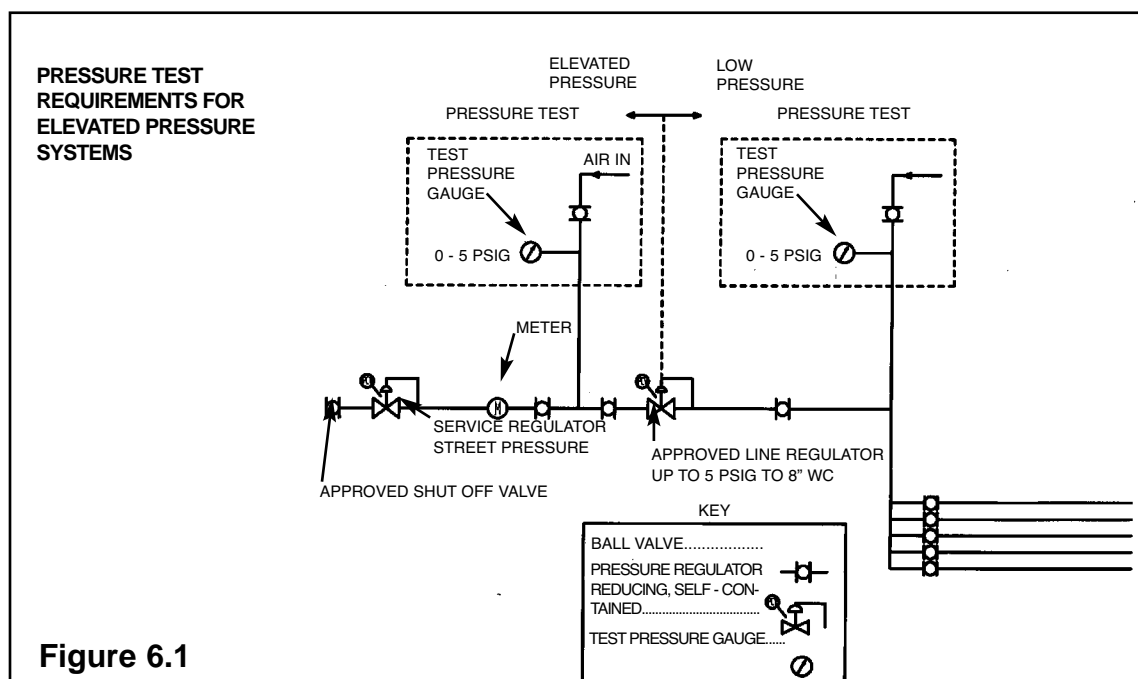 PRESSURE TEST
REQUIREMENTS FOR
ELEVATED PRESSURE
SYSTEMS
ELEVATED
PRESSURE
LOW
PRESSURE
PRESSURE TEST
PRESSURE TEST
TEST
PRESSURE
GAUGE
AIR IN
0 - 5 PSIG
TEST
PRESSURE
GAUGE
0 - 5 PSIG
METER
M
SERVICE REGULATOR
STREET PRESSURE
APPROVED LINE REGULATOR
UP TO 5 PSIG TO 8" WC
APPROVED SHUT OFF VALVE
KEY
BALL VALVE..................
PRESSURE REGULATOR
REDUCING, SELF - CON-
TAINED...................................
TEST PRESSURE GAUGE......
Figure 6.1